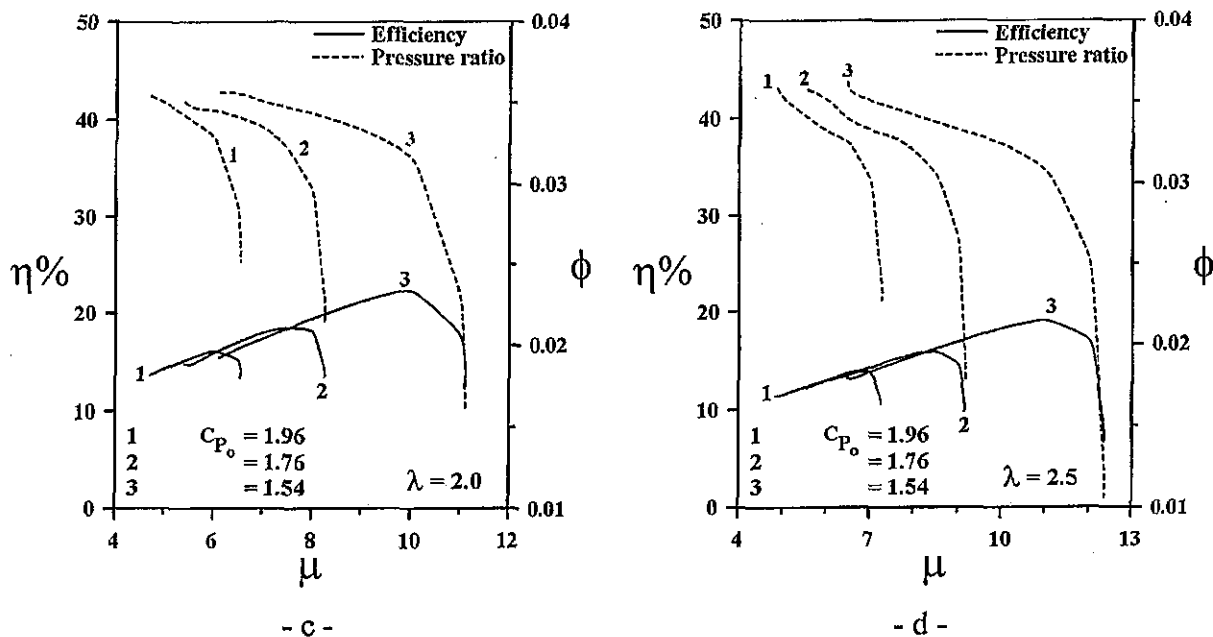 50
40
30
20
10
0
η%
Efficiency
Pressure ratio
0.04
0.03
0.02
0.01
ϕ
1
2
3
3
1
2
1 C_{P_o} = 1.96
2 = 1.76
3 = 1.54
λ = 2.0
4 6 8 10 12
μ
- c -
50
40
30
20
10
0
η%
Efficiency
Pressure ratio
0.04
0.03
0.02
0.01
ϕ
1
2
3
3
1
2
1 C_{P_o} = 1.96
2 = 1.76
3 = 1.54
λ = 2.5
4 7 10 13
μ
- d -